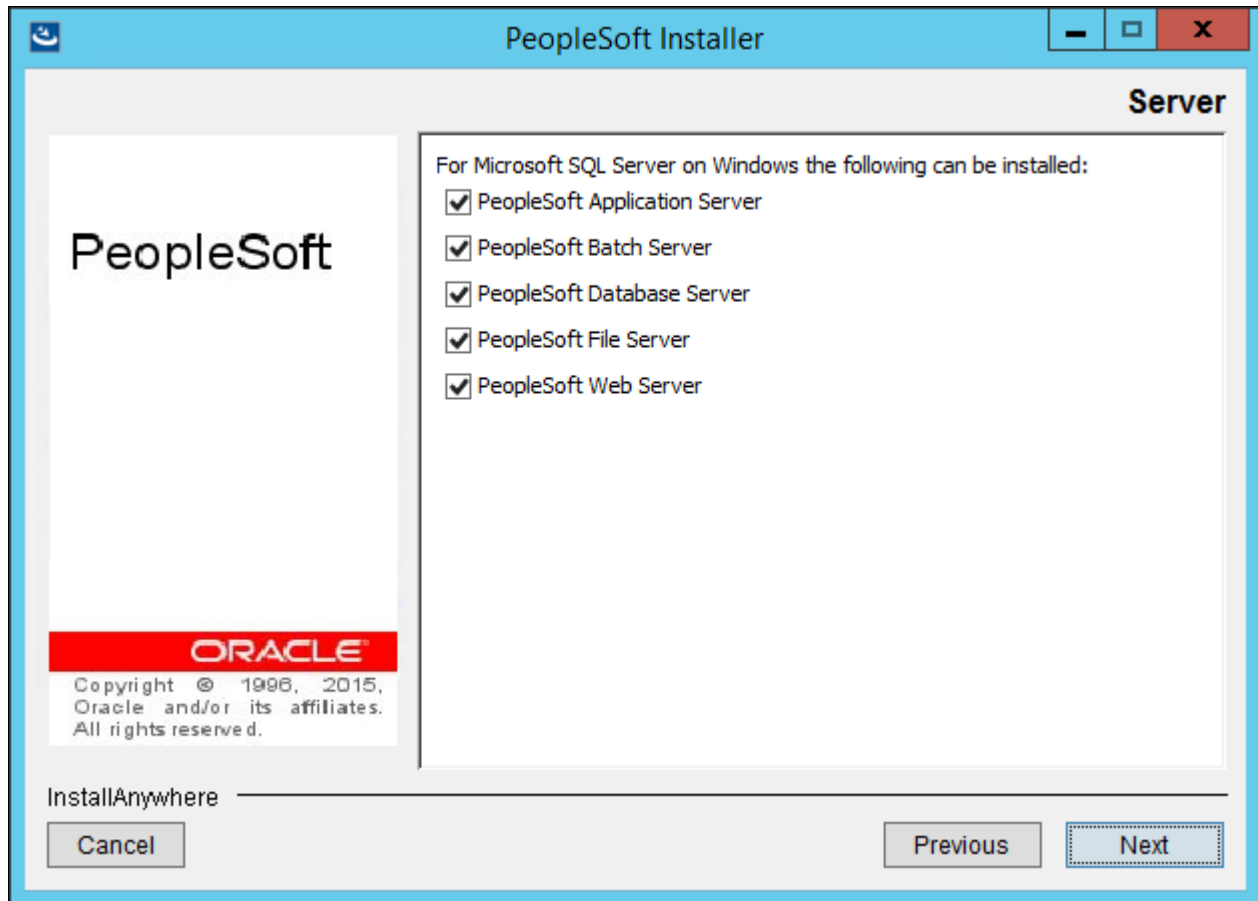 PeopleSoft Installer
Server
PeopleSoft
ORACLE
Copyright © 1996, 2015,
Oracle and/or its affiliates.
All rights reserved.
For Microsoft SQL Server on Windows the following can be installed:
PeopleSoft Application Server
PeopleSoft Batch Server
PeopleSoft Database Server
PeopleSoft File Server
PeopleSoft Web Server
InstallAnywhere
Cancel
Previous
Next